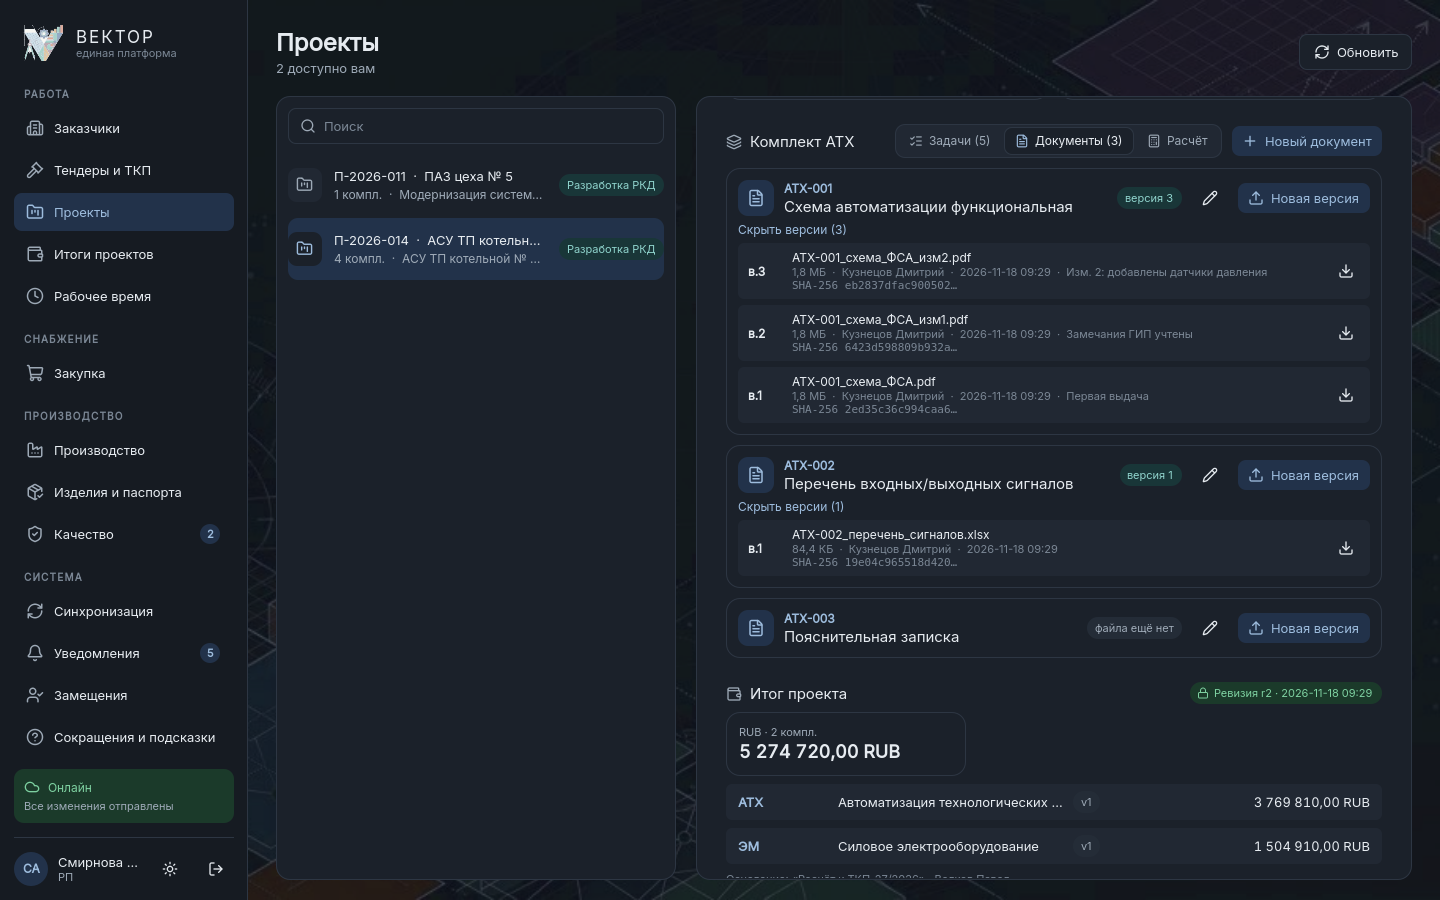 ВЕКТОР
единая платформа
РАБОТА
Заказчики
Тендеры и ТКП
Проекты
Итоги проектов
Рабочее время
СНАБЖЕНИЕ
Закупка
ПРОИЗВОДСТВО
Производство
Изделия и паспорта
Качество 2
СИСТЕМА
Синхронизация
Уведомления 5
Замещения
Сокращения и подсказки
Онлайн
Все изменения отправлены
СА
Смирнова ...
РП
Проекты
2 доступно вам
Обновить
Поиск
П-2026-011 · ПАЗ цеха № 5
1 компл. · Модернизация систем...
Разработка РКД
П-2026-014 · АСУ ТП котельн...
4 компл. · АСУ ТП котельной № ...
Разработка РКД
Комплект АТХ
Задачи (5)
Документы (3)
Расчёт
Новый документ
АТХ-001
Схема автоматизации функциональная
версия 3
Новая версия
Скрыть версии (3)
в.3
АТХ-001_схема_ФСА_изм2.pdf
1,8 МБ · Кузнецов Дмитрий · 2026-11-18 09:29 · Изм. 2: добавлены датчики давления
SHA-256 eb2837dfac900502…
в.2
АТХ-001_схема_ФСА_изм1.pdf
1,8 МБ · Кузнецов Дмитрий · 2026-11-18 09:29 · Замечания ГИП учтены
SHA-256 6423d598809b932a…
в.1
АТХ-001_схема_ФСА.pdf
1,8 МБ · Кузнецов Дмитрий · 2026-11-18 09:29 · Первая выдача
SHA-256 2ed35c36c994caa6…
АТХ-002
Перечень входных/выходных сигналов
версия 1
Новая версия
Скрыть версии (1)
в.1
АТХ-002_перечень_сигналов.xlsx
84,4 КБ · Кузнецов Дмитрий · 2026-11-18 09:29
SHA-256 19e04c965518d420…
АТХ-003
Пояснительная записка
файла ещё нет
Новая версия
Итог проекта
Ревизия r2 · 2026-11-18 09:29
RUB · 2 компл.
5 274 720,00 RUB
АТХ Автоматизация технологических ... v1 3 769 810,00 RUB
ЭМ Силовое электрооборудование v1 1 504 910,00 RUB